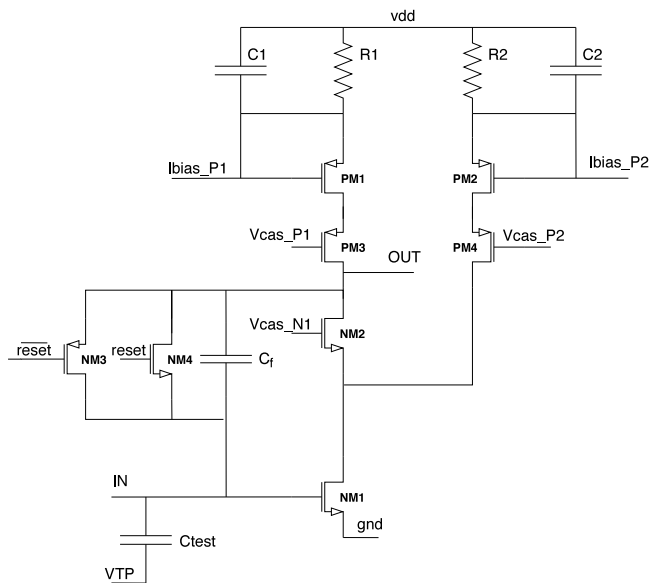 vdd
C1
R1
R2
C2
Ibias_P1
PM1
PM2
Ibias_P2
Vcas_P1
PM3
PM4
Vcas_P2
OUT
Vcas_N1
NM2
reset
NM3
reset
NM4
Cf
IN
NM1
gnd
Ctest
VTP